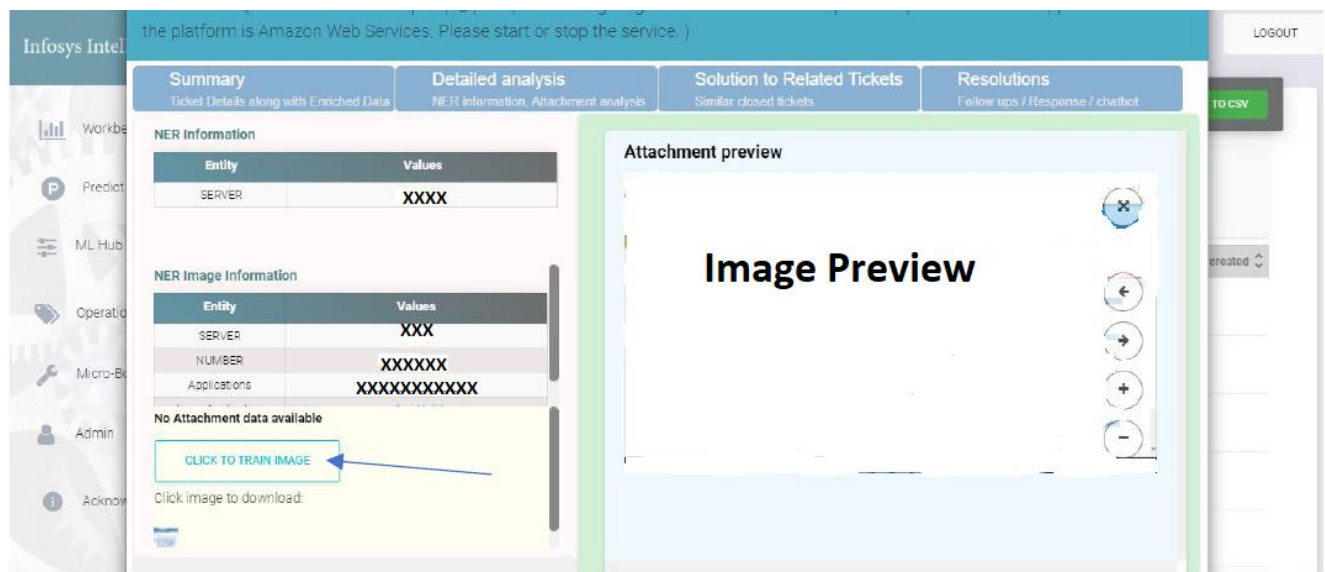 the platform is Amazon Web Services. Please start or stop the service. )
Infosys Intel
LOGOUT
Summary
Ticket Details along with Enriched Data
Detailed analysis
NER information, Attachment analysis
Solution to Related Tickets
Similar closed tickets
Resolutions
Follow ups / Response / chatbot
TO CSV
Workbe
Predict
ML Hub
Operatio
Micro-Bo
Admin
Acknow
NER Information
Entity Values
SERVER XXXX
NER Image Information
Entity Values
SERVER XXX
NUMBER XXXXXX
Applications XXXXXXXXXXX
No Attachment data available
CLICK TO TRAIN IMAGE
Click image to download:
Attachment preview
Image Preview
created